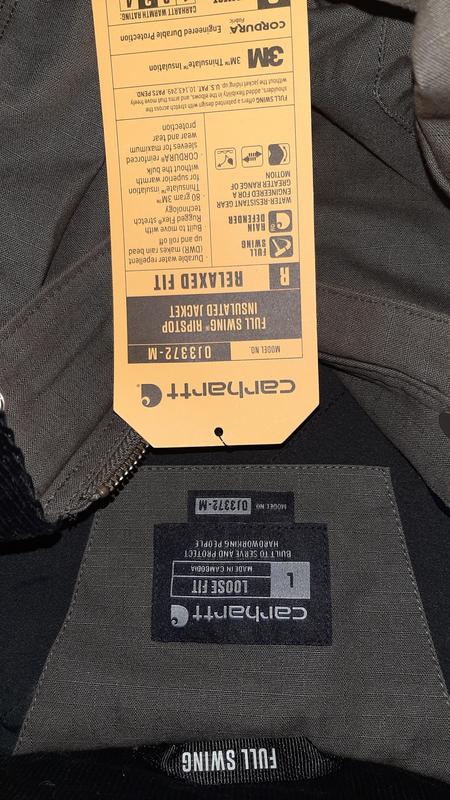 FULL SWING
carhartt
L
LOOSE FIT
MADE IN CAMBODIA
BUILT TO SERVE AND PROTECT
HARDWORKING PEOPLE
MODEL NO.
OJ3372-M
carhartt
MODEL NO.
OJ3372-M
FULL SWING® RIPSTOP
INSULATED JACKET
R
RELAXED FIT
FULL
SWING
RAIN
DEFENDER
WATER-RESISTANT GEAR
ENGINEERED FOR A
GREATER RANGE OF
MOTION
Durable water repellent
(DWR) makes rain bead
up and roll off
· Built to move with
Rugged Flex® stretch
technology
· 80 gram 3M™
Thinsulate™ insulation
for superior warmth
without the bulk
· CORDURA® reinforced
sleeves for maximum
wear and tear
protection
FULL SWING offers a patented design with stretch across the
shoulders, added flexibility in the elbows, and arms that move freely
without the jacket riding up. U.S. PAT. 10,143,249 PATS PEND.
3M
3M™ Thinsulate™ Insulation
CORDURA
Fabric
Engineered Durable Protection
CARHARTT WARMTH RATING: